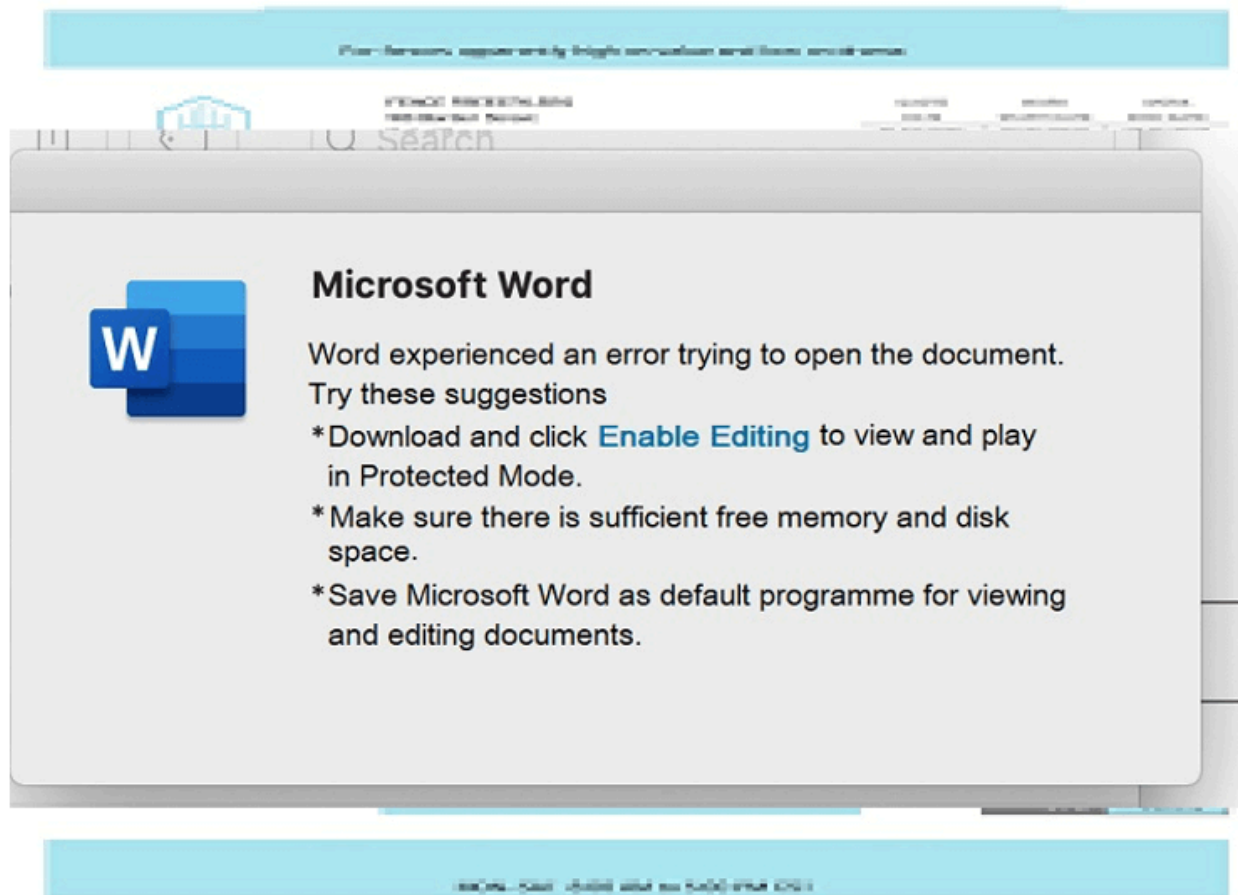 Search
Microsoft Word
W
Word experienced an error trying to open the document.
Try these suggestions
*Download and click Enable Editing to view and play
in Protected Mode.
*Make sure there is sufficient free memory and disk
space.
*Save Microsoft Word as default programme for viewing
and editing documents.